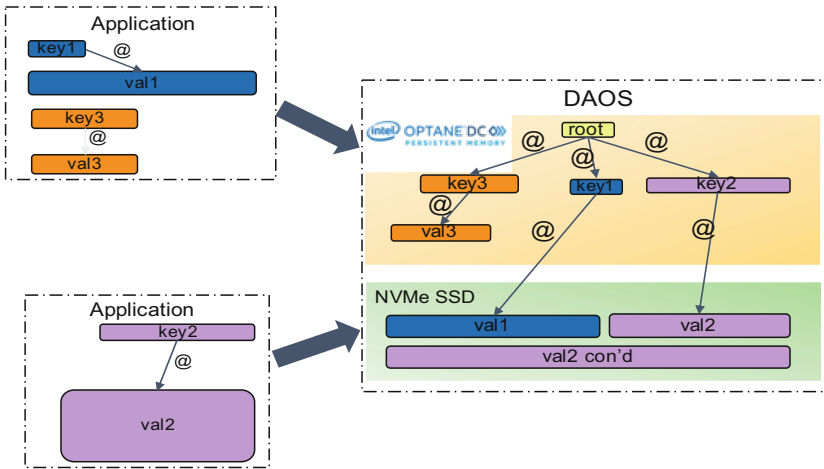 Application
key1
@
val1
key3
@
val3
Application
key2
@
val2
DAOS
intel OPTANE DC
PERSISTENT MEMORY
root
@
@
@
key3
key1
key2
@
val3
@
@
NVMe SSD
val1
val2
val2 con'd